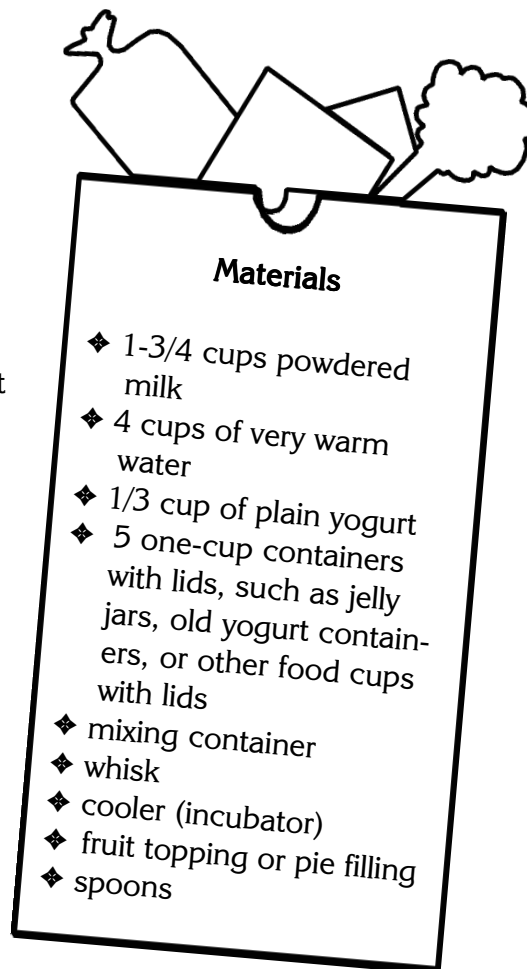 Materials
❖ 1-3/4 cups powdered
milk
❖ 4 cups of very warm
water
❖ 1/3 cup of plain yogurt
❖ 5 one-cup containers
with lids, such as jelly
jars, old yogurt contain-
ers, or other food cups
with lids
❖ mixing container
❖ whisk
❖ cooler (incubator)
❖ fruit topping or pie filling
❖ spoons